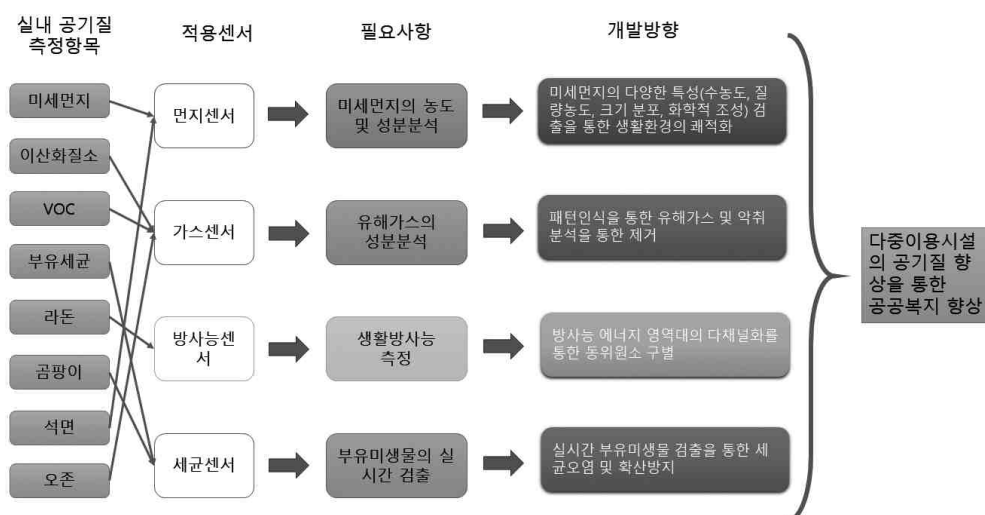 실내 공기질
측정항목
적용센서
필요사항
개발방향
미세먼지
이산화질소
VOC
부유세균
라돈
곰팡이
석면
오존
먼지센서
가스센서
방사능센
서
세균센서
미세먼지의 농도
및 성분분석
유해가스의
성분분석
생활방사능
측정
부유미생물의 실
시간 검출
미세먼지의 다양한 특성(수농도, 질
량농도, 크기 분포, 화학적 조성) 검
출을 통한 생활환경의 쾌적화
패턴인식을 통한 유해가스 및 악취
분석을 통한 제거
방사능 에너지 영역대의 다채널화를
통한 동위원소 구별
실시간 부유미생물 검출을 통한 세
균오염 및 확산방지
다중이용시설
의 공기질 향
상을 통한
공공복지 향상